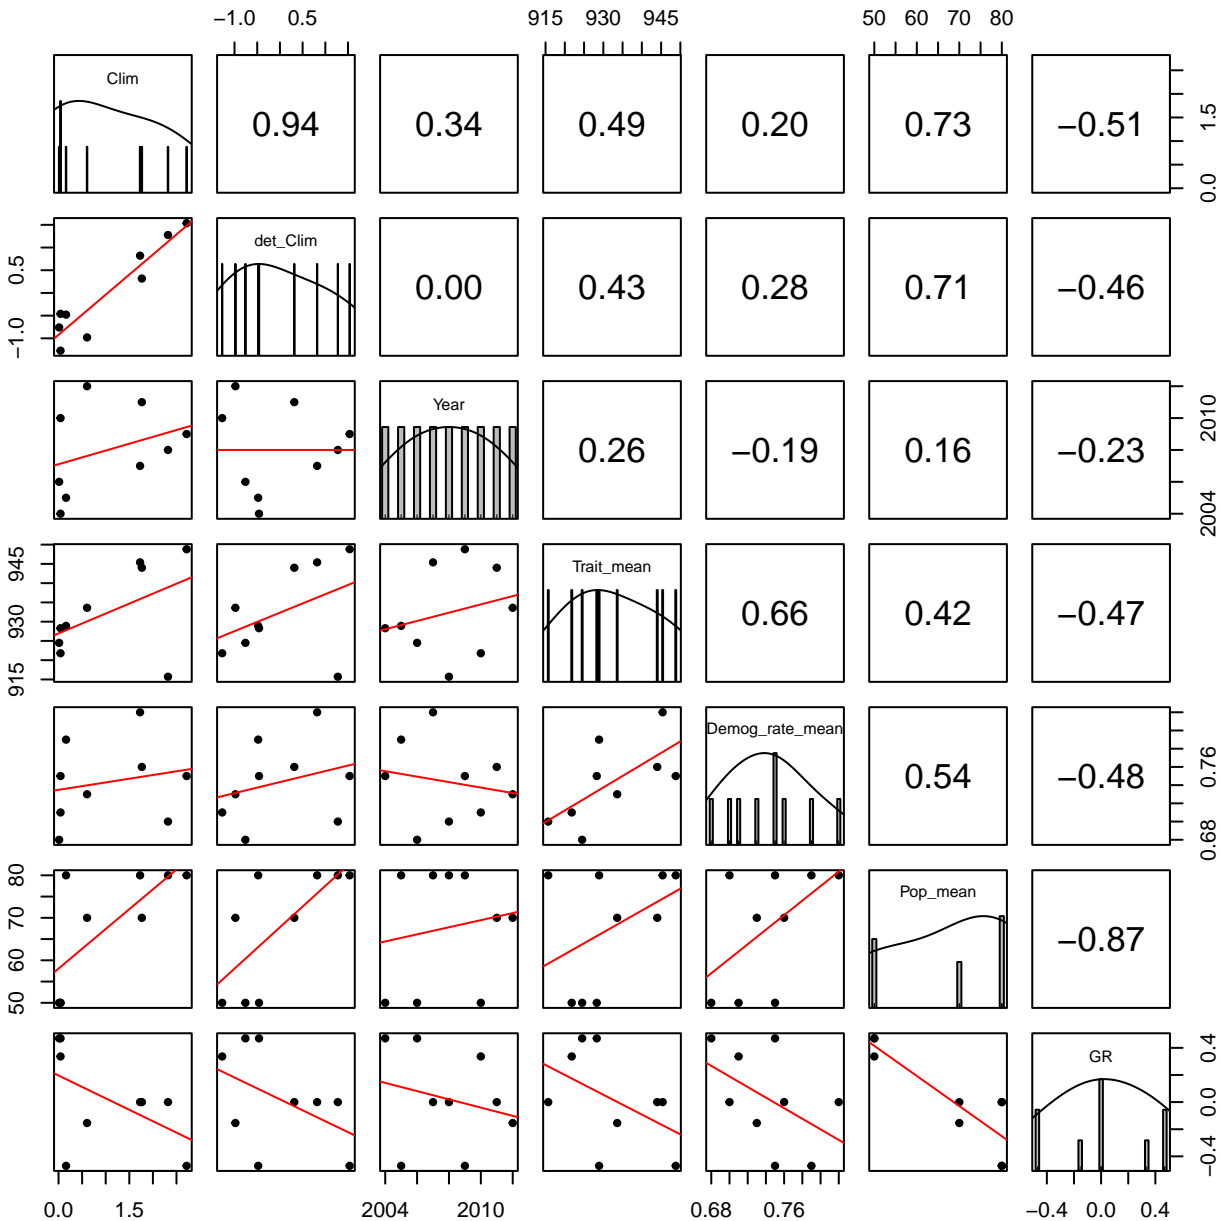 −1.0 0.5 915 930 945 50 60 70 80
Clim
0.94 0.34 0.49 0.20 0.73 −0.51
0.0 1.5
−1.0 0.5
det_Clim
0.00 0.43 0.28 0.71 −0.46
Year
0.26 −0.19 0.16 −0.23
2004 2010
915 930 945
Trait_mean
0.66 0.42 −0.47
Demog_rate_mean
0.54 −0.48
0.68 0.76
50 60 70 80
Pop_mean
−0.87
GR
−0.4 0.0 0.4
0.0 1.5 2004 2010 0.68 0.76 −0.4 0.0 0.4